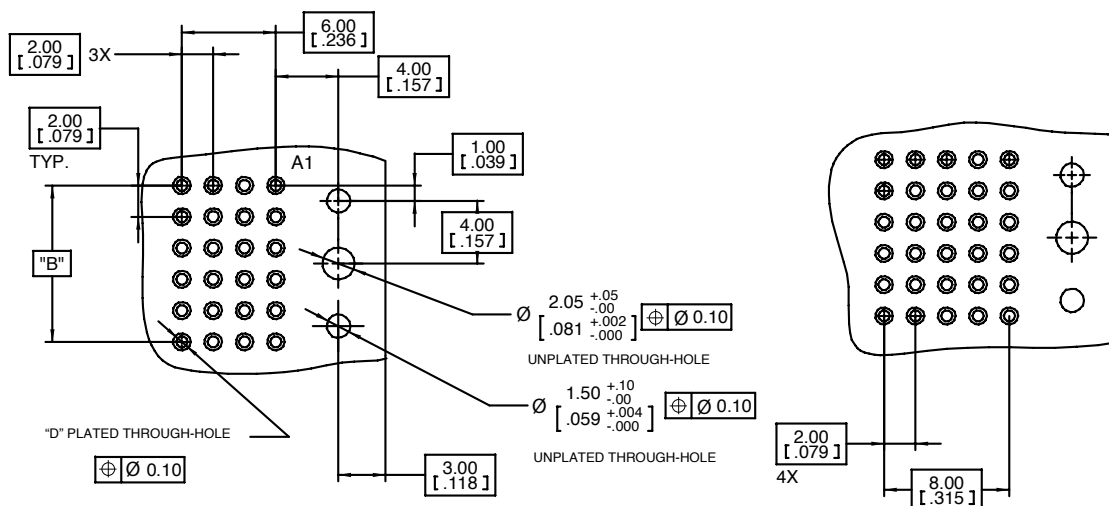 6.00
[ .236 ]
2.00
[ .079 ]
3X
4.00
[ .157 ]
2.00
[ .079 ]
TYP.
A1
1.00
[ .039 ]
4.00
[ .157 ]
"B"
Ø 2.05 +.05 -.00
[ .081 +.002 -.000 ]
⌖ Ø 0.10
UNPLATED THROUGH-HOLE
Ø 1.50 +.10 -.00
[ .059 +.004 -.000 ]
⌖ Ø 0.10
UNPLATED THROUGH-HOLE
“D” PLATED THROUGH-HOLE
⌖ Ø 0.10
3.00
[ .118 ]
2.00
[ .079 ]
4X
8.00
[ .315 ]